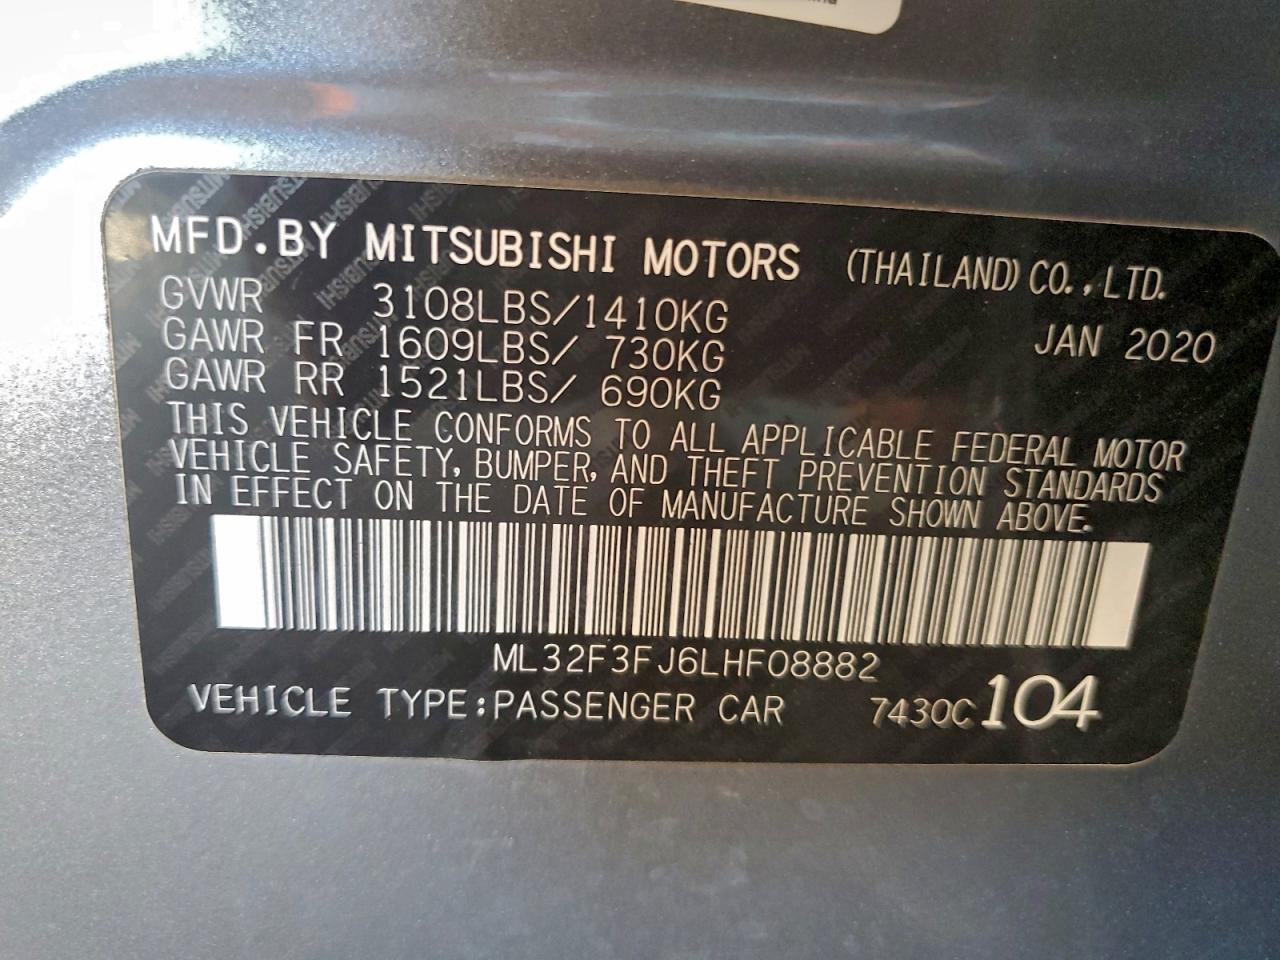 MFD.BY MITSUBISHI MOTORS (THAILAND) CO.,LTD.
GVWR 3108LBS/1410KG
GAWR FR 1609LBS/ 730KG JAN 2020
GAWR RR 1521LBS/ 690KG
THIS VEHICLE CONFORMS TO ALL APPLICABLE FEDERAL MOTOR
VEHICLE SAFETY, BUMPER, AND THEFT PREVENTION STANDARDS
IN EFFECT ON THE DATE OF MANUFACTURE SHOWN ABOVE.
ML32F3FJ6LHF08882
VEHICLE TYPE:PASSENGER CAR 7430C 104